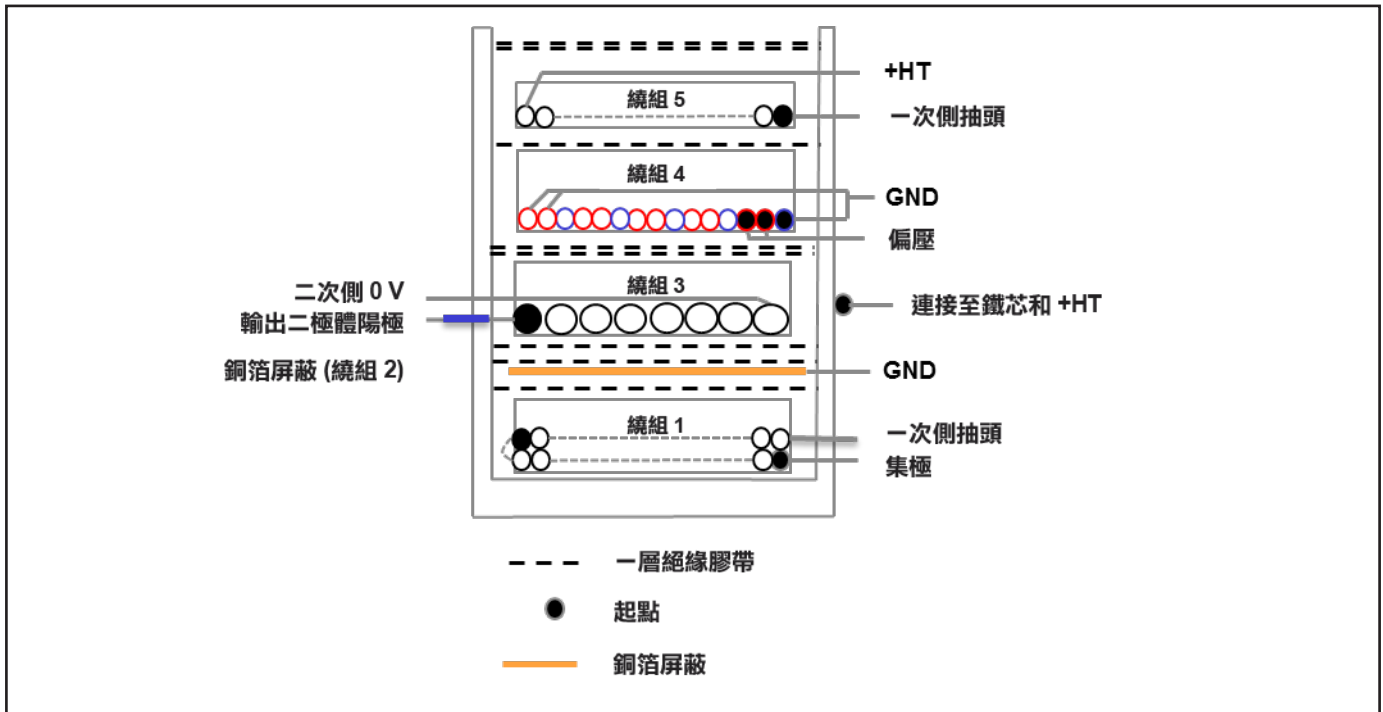 +HT
繞組 5
一次側抽頭
繞組 4
GND
偏壓
繞組 3
二次側 0 V
輸出二極體陽極
連接至鐵芯和 +HT
銅箔屏蔽 (繞組 2)
GND
繞組 1
一次側抽頭
集極
一層絕緣膠帶
起點
銅箔屏蔽